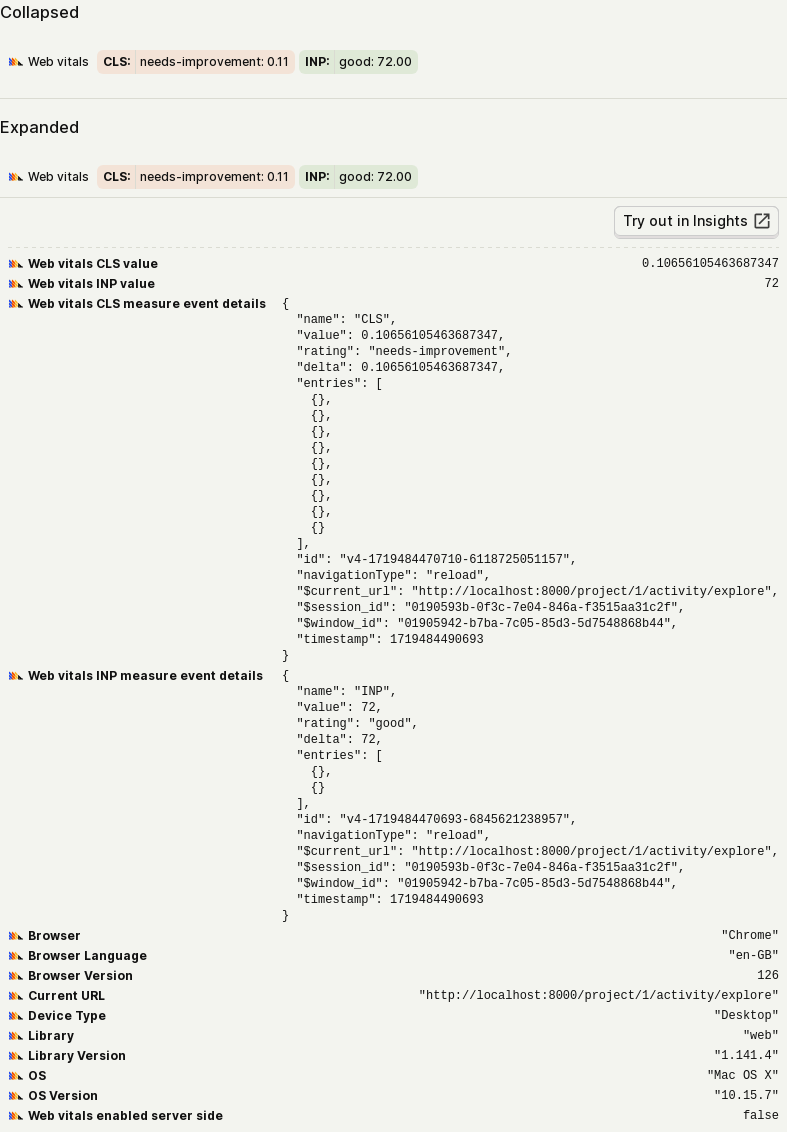 Collapsed
Web vitals CLS: needs-improvement: 0.11 INP: good: 72.00
Expanded
Web vitals CLS: needs-improvement: 0.11 INP: good: 72.00
Try out in Insights
Web vitals CLS value 0.10656105463687347
Web vitals INP value 72
Web vitals CLS measure event details {
"name": "CLS",
"value": 0.10656105463687347,
"rating": "needs-improvement",
"delta": 0.10656105463687347,
"entries": [
{},
{},
{},
{},
{},
{},
{},
{},
{}
],
"id": "v4-1719484470710-6118725051157",
"navigationType": "reload",
"$current_url": "http://localhost:8000/project/1/activity/explore",
"$session_id": "0190593b-0f3c-7e04-846a-f3515aa31c2f",
"$window_id": "01905942-b7ba-7c05-85d3-5d7548868b44",
"timestamp": 1719484490693
}
Web vitals INP measure event details {
"name": "INP",
"value": 72,
"rating": "good",
"delta": 72,
"entries": [
{},
{}
],
"id": "v4-1719484470693-6845621238957",
"navigationType": "reload",
"$current_url": "http://localhost:8000/project/1/activity/explore",
"$session_id": "0190593b-0f3c-7e04-846a-f3515aa31c2f",
"$window_id": "01905942-b7ba-7c05-85d3-5d7548868b44",
"timestamp": 1719484490693
}
Browser "Chrome"
Browser Language "en-GB"
Browser Version 126
Current URL "http://localhost:8000/project/1/activity/explore"
Device Type "Desktop"
Library "web"
Library Version "1.141.4"
OS "Mac OS X"
OS Version "10.15.7"
Web vitals enabled server side false